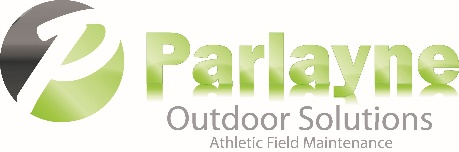 P Parlayne
Outdoor Solutions
Athletic Field Maintenance